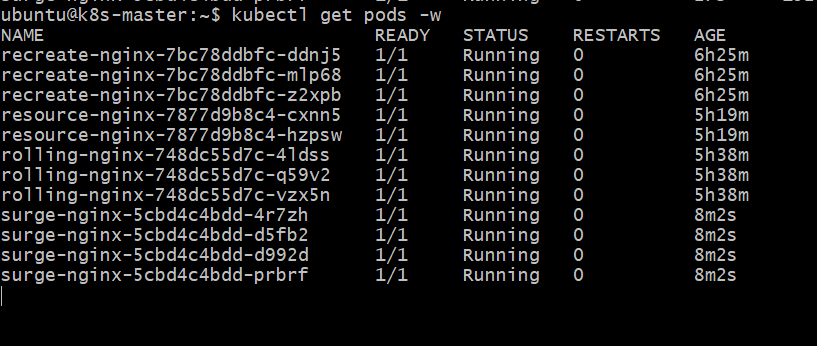 ubuntu@k8s-master:~$ kubectl get pods -w
NAME READY STATUS RESTARTS AGE
recreate-nginx-7bc78ddbfc-ddnj5 1/1 Running 0 6h25m
recreate-nginx-7bc78ddbfc-mlp68 1/1 Running 0 6h25m
recreate-nginx-7bc78ddbfc-z2xpb 1/1 Running 0 6h25m
resource-nginx-7877d9b8c4-cxnn5 1/1 Running 0 5h19m
resource-nginx-7877d9b8c4-hzpsw 1/1 Running 0 5h19m
rolling-nginx-748dc55d7c-4ldss 1/1 Running 0 5h38m
rolling-nginx-748dc55d7c-q59v2 1/1 Running 0 5h38m
rolling-nginx-748dc55d7c-vzx5n 1/1 Running 0 5h38m
surge-nginx-5cbd4c4bdd-4r7zh 1/1 Running 0 8m2s
surge-nginx-5cbd4c4bdd-d5fb2 1/1 Running 0 8m2s
surge-nginx-5cbd4c4bdd-d992d 1/1 Running 0 8m2s
surge-nginx-5cbd4c4bdd-prbrf 1/1 Running 0 8m2s